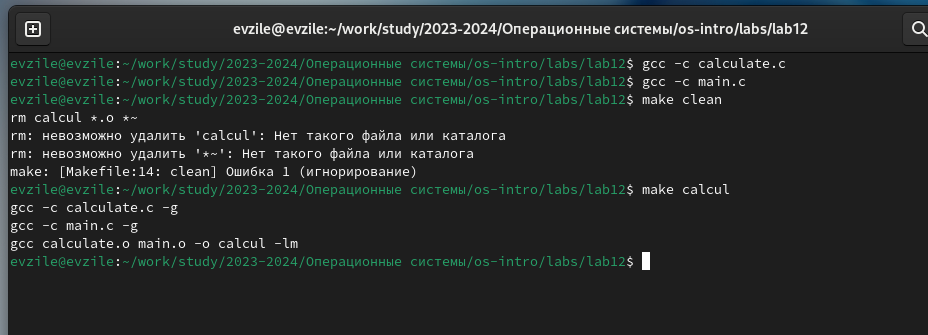 evzile@evzile:~/work/study/2023-2024/Операционные системы/os-intro/labs/lab12
evzile@evzile:~/work/study/2023-2024/Операционные системы/os-intro/labs/lab12$ gcc -c calculate.c
evzile@evzile:~/work/study/2023-2024/Операционные системы/os-intro/labs/lab12$ gcc -c main.c
evzile@evzile:~/work/study/2023-2024/Операционные системы/os-intro/labs/lab12$ make clean
rm calcul *.o *~
rm: невозможно удалить 'calcul': Нет такого файла или каталога
rm: невозможно удалить '*~': Нет такого файла или каталога
make: [Makefile:14: clean] Ошибка 1 (игнорирование)
evzile@evzile:~/work/study/2023-2024/Операционные системы/os-intro/labs/lab12$ make calcul
gcc -c calculate.c -g
gcc -c main.c -g
gcc calculate.o main.o -o calcul -lm
evzile@evzile:~/work/study/2023-2024/Операционные системы/os-intro/labs/lab12$